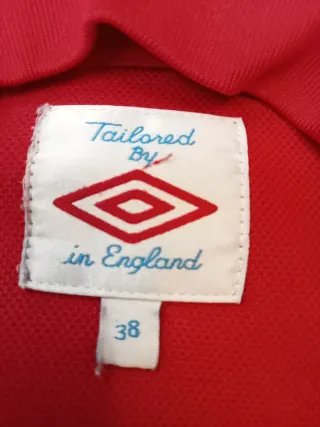 Tailored
By
in England
38